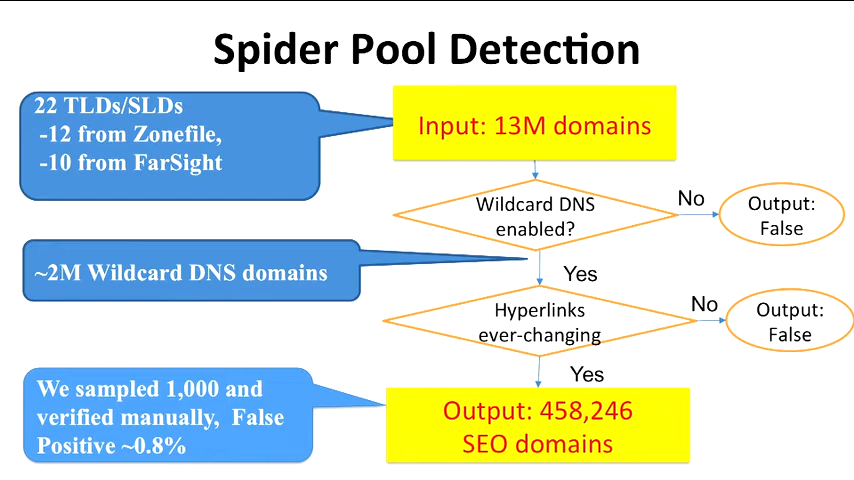 Spider Pool Detection
22 TLDs/SLDs
-12 from Zonefile,
-10 from FarSight
Input: 13M domains
Wildcard DNS
enabled?
No
Output:
False
~2M Wildcard DNS domains
Yes
Hyperlinks
ever-changing
No
Output:
False
Yes
We sampled 1,000 and
verified manually, False
Positive ~0.8%
Output: 458,246
SEO domains